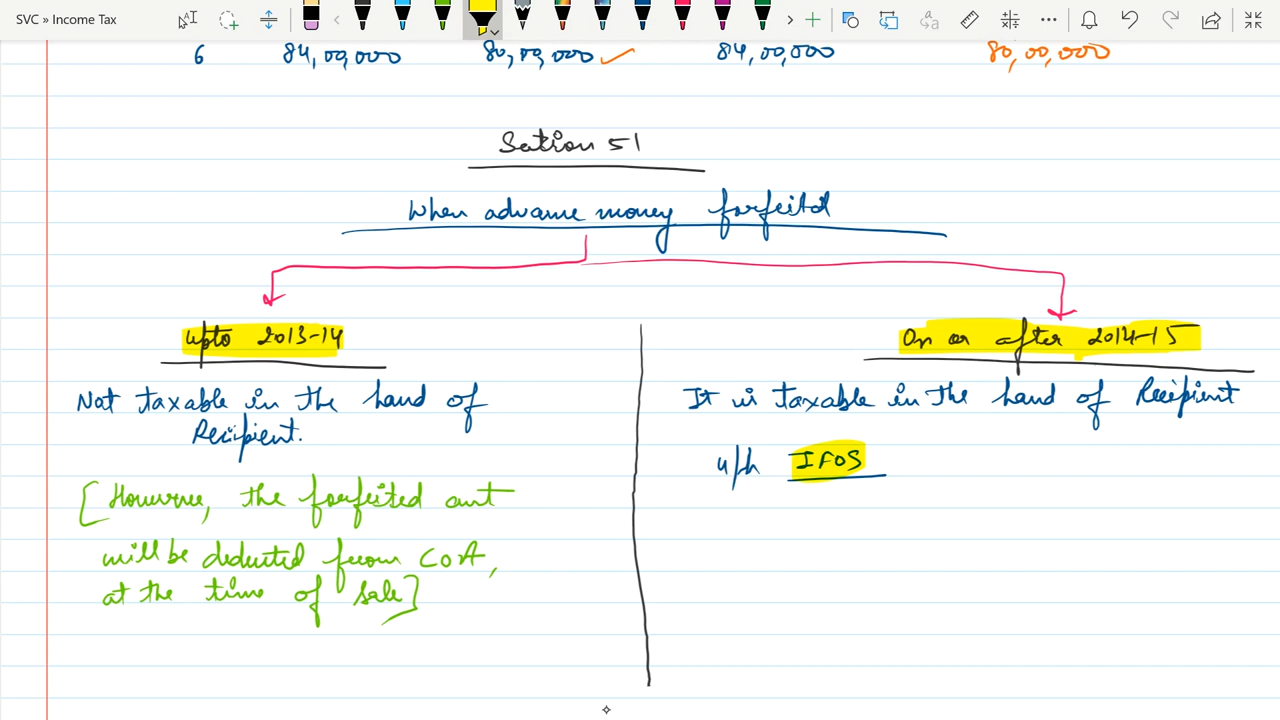 SVC » Income Tax
6 84,00,000 80,00,000 84,00,000 80,00,000
Section 51
When advance money forfeited
upto 2013-14
On or after 2014-15
Not taxable in the hand of
Recipient.
It is taxable in the hand of Recipient
u/h IFOS
[However, the forfeited amt
will be deducted from COA,
at the time of sale]